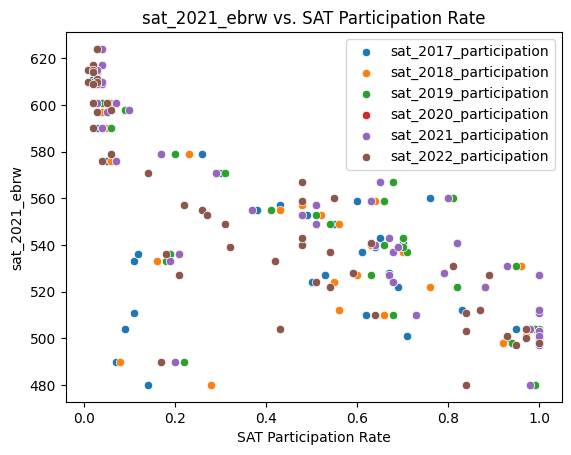 sat_2021_ebrw vs. SAT Participation Rate
sat_2017_participation
sat_2018_participation
sat_2019_participation
sat_2020_participation
sat_2021_participation
sat_2022_participation
sat_2021_ebrw
620
600
580
560
540
520
500
480
0.0 0.2 0.4 0.6 0.8 1.0
SAT Participation Rate